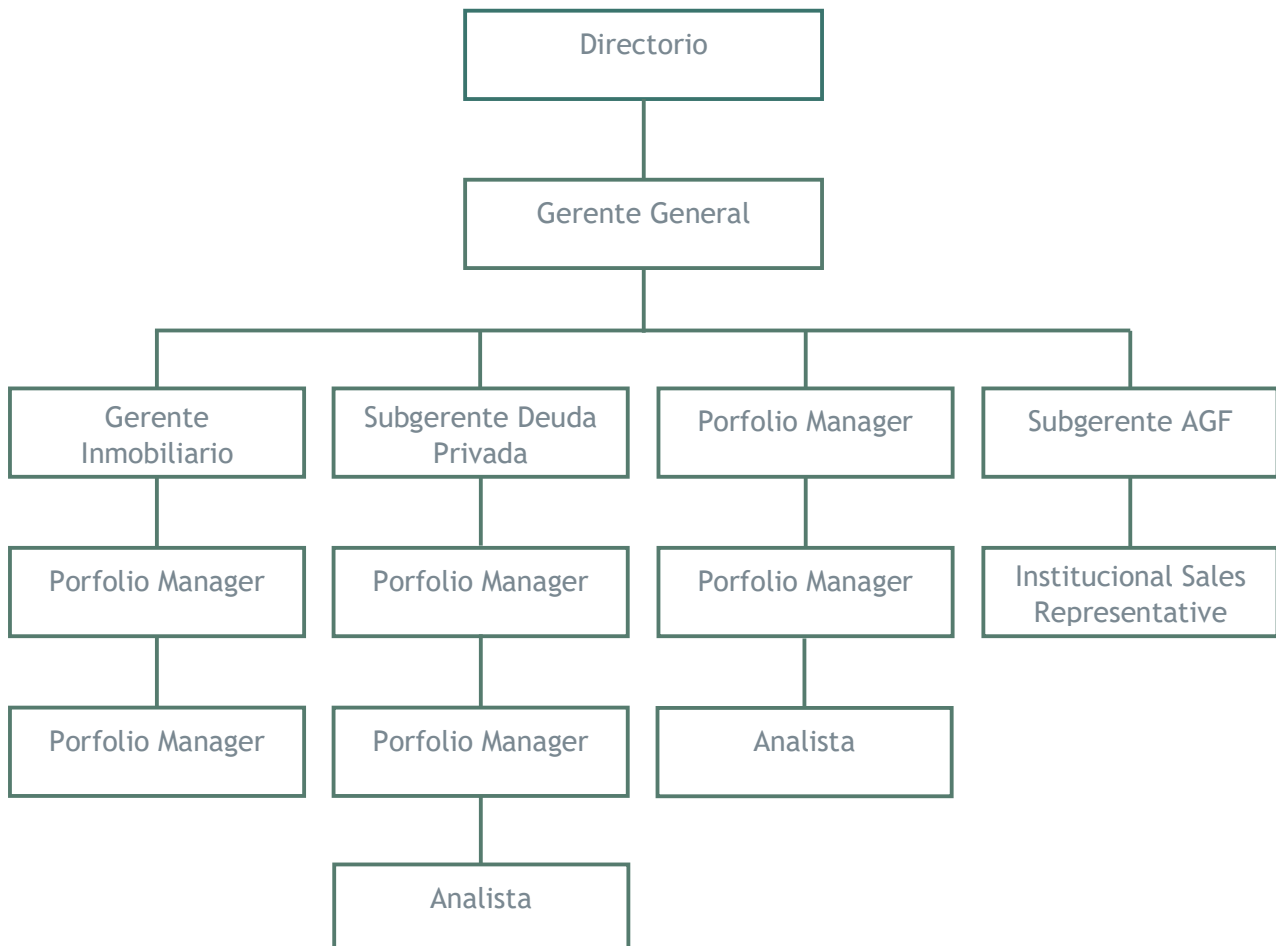 Directorio
Gerente General
Gerente
Inmobiliario
Subgerente Deuda
Privada
Porfolio Manager
Subgerente AGF
Porfolio Manager
Porfolio Manager
Porfolio Manager
Institucional Sales
Representative
Porfolio Manager
Porfolio Manager
Analista
Analista